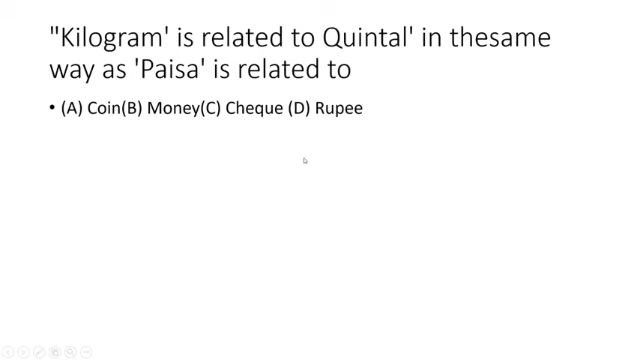 "Kilogram' is related to Quintal' in thesame
way as 'Paisa' is related to
• (A) Coin(B) Money(C) Cheque (D) Rupee